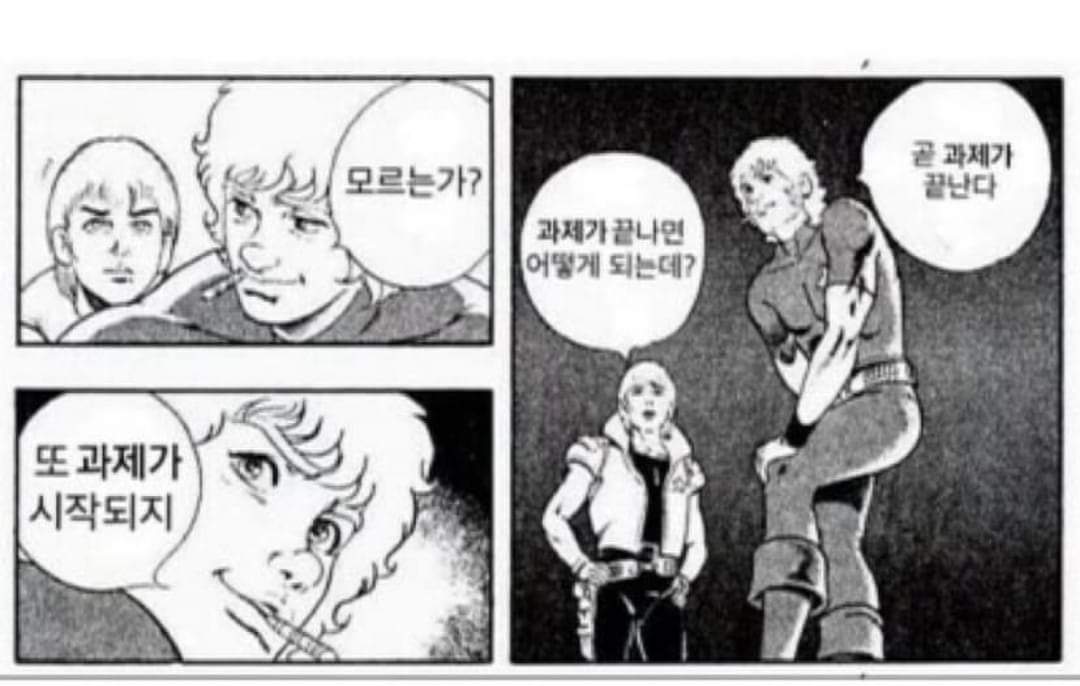 곧 과제가
끝난다
과제가 끝나면
어떻게 되는데?
모르는가?
또 과제가
시작되지